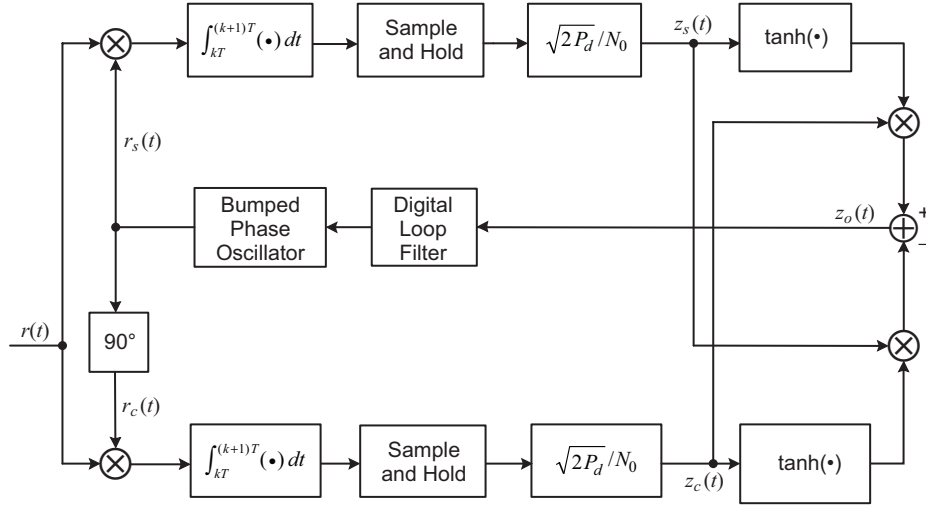 ∫_{kT}^{(k+1)T} (•) dt
Sample
and Hold
√2P_d / N_0
z_s(t)
tanh(•)
r_s(t)
Bumped
Phase
Oscillator
Digital
Loop
Filter
z_o(t)
+
−
r(t)
90°
r_c(t)
∫_{kT}^{(k+1)T} (•) dt
Sample
and Hold
√2P_d / N_0
z_c(t)
tanh(•)